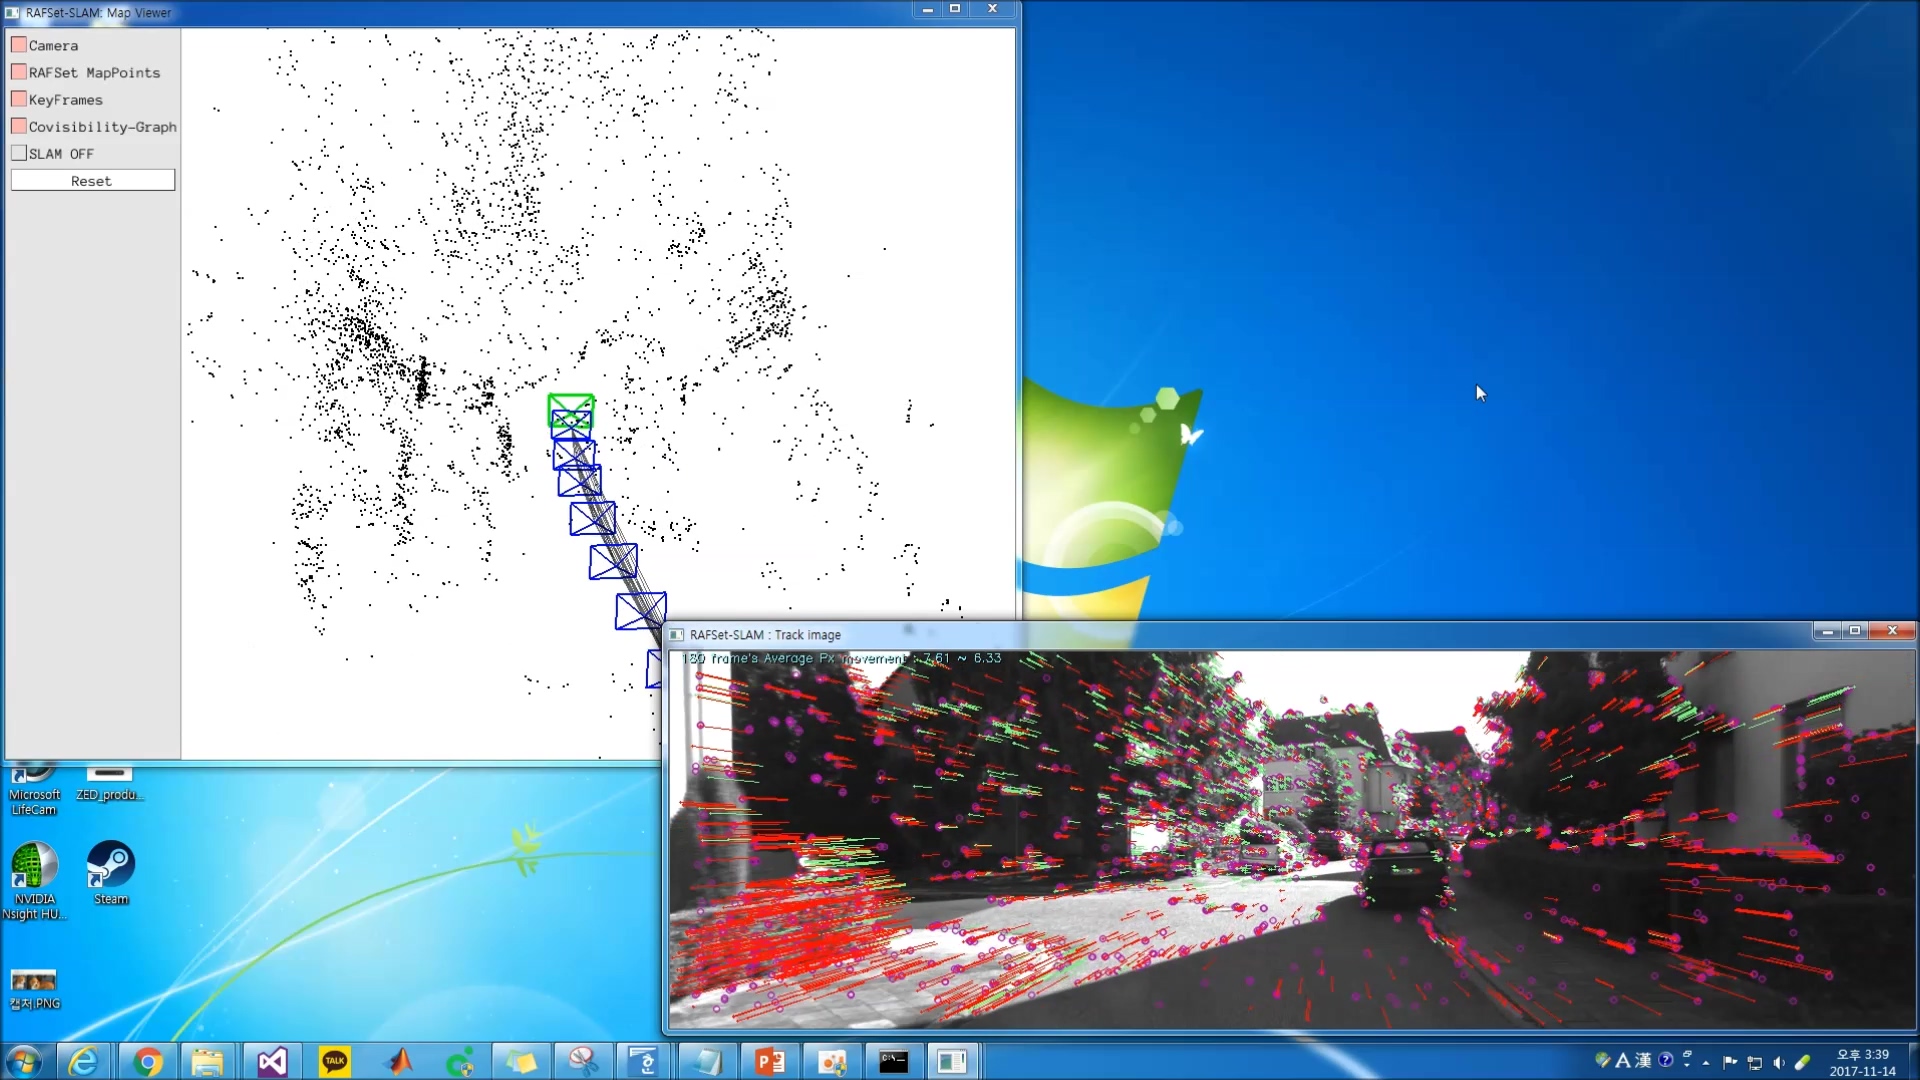 RAFSet-SLAM: Map Viewer
Camera
RAFSet MapPoints
KeyFrames
Covisibility-Graph
SLAM OFF
Reset
RAFSet-SLAM : Track image
180 frame's Average Px movement : 7.61 ~ 6.33
Microsoft
LifeCam
ZED_produ...
NVIDIA
Nsight HU...
Steam
캡처.PNG
TALK
A 漢
오후 3:39
2017-11-14